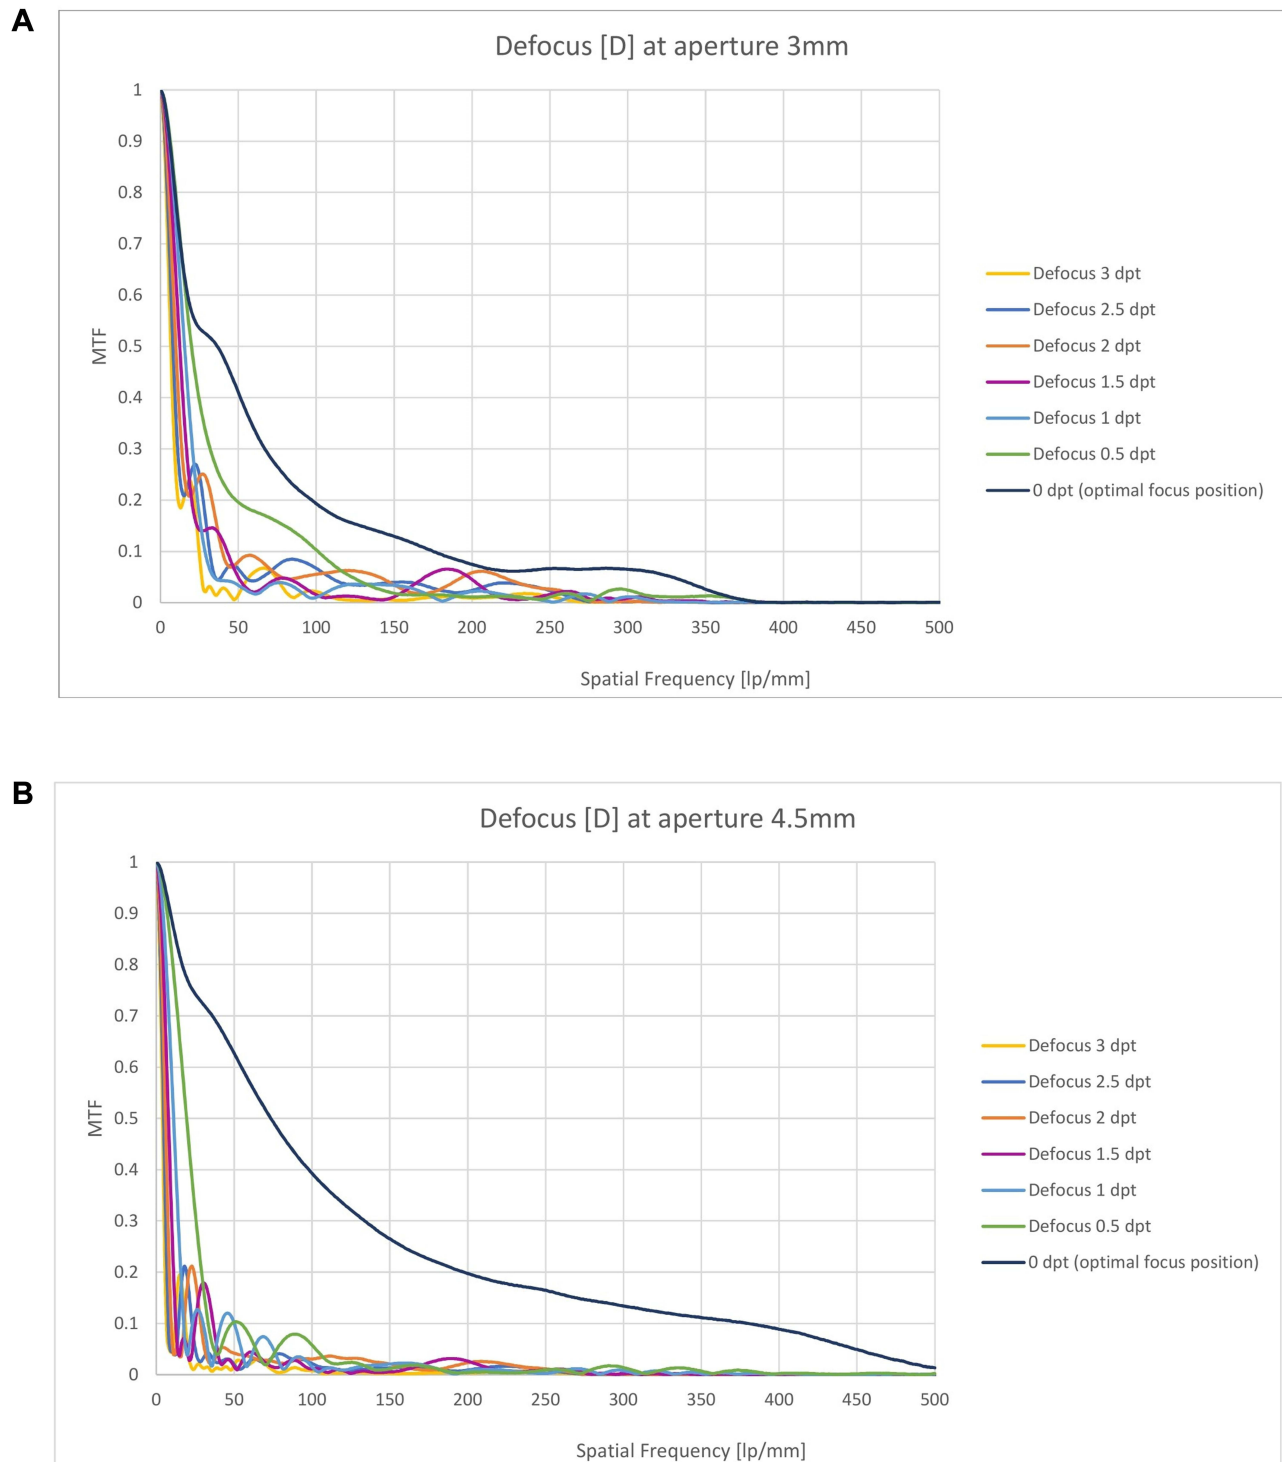 A
Defocus [D] at aperture 3mm
1
0.9
0.8
0.7
0.6
0.5
0.4
0.3
0.2
0.1
0
MTF
0 50 100 150 200 250 300 350 400 450 500
Spatial Frequency [lp/mm]
Defocus 3 dpt
Defocus 2.5 dpt
Defocus 2 dpt
Defocus 1.5 dpt
Defocus 1 dpt
Defocus 0.5 dpt
0 dpt (optimal focus position)
B
Defocus [D] at aperture 4.5mm
1
0.9
0.8
0.7
0.6
0.5
0.4
0.3
0.2
0.1
0
MTF
0 50 100 150 200 250 300 350 400 450 500
Spatial Frequency [lp/mm]
Defocus 3 dpt
Defocus 2.5 dpt
Defocus 2 dpt
Defocus 1.5 dpt
Defocus 1 dpt
Defocus 0.5 dpt
0 dpt (optimal focus position)